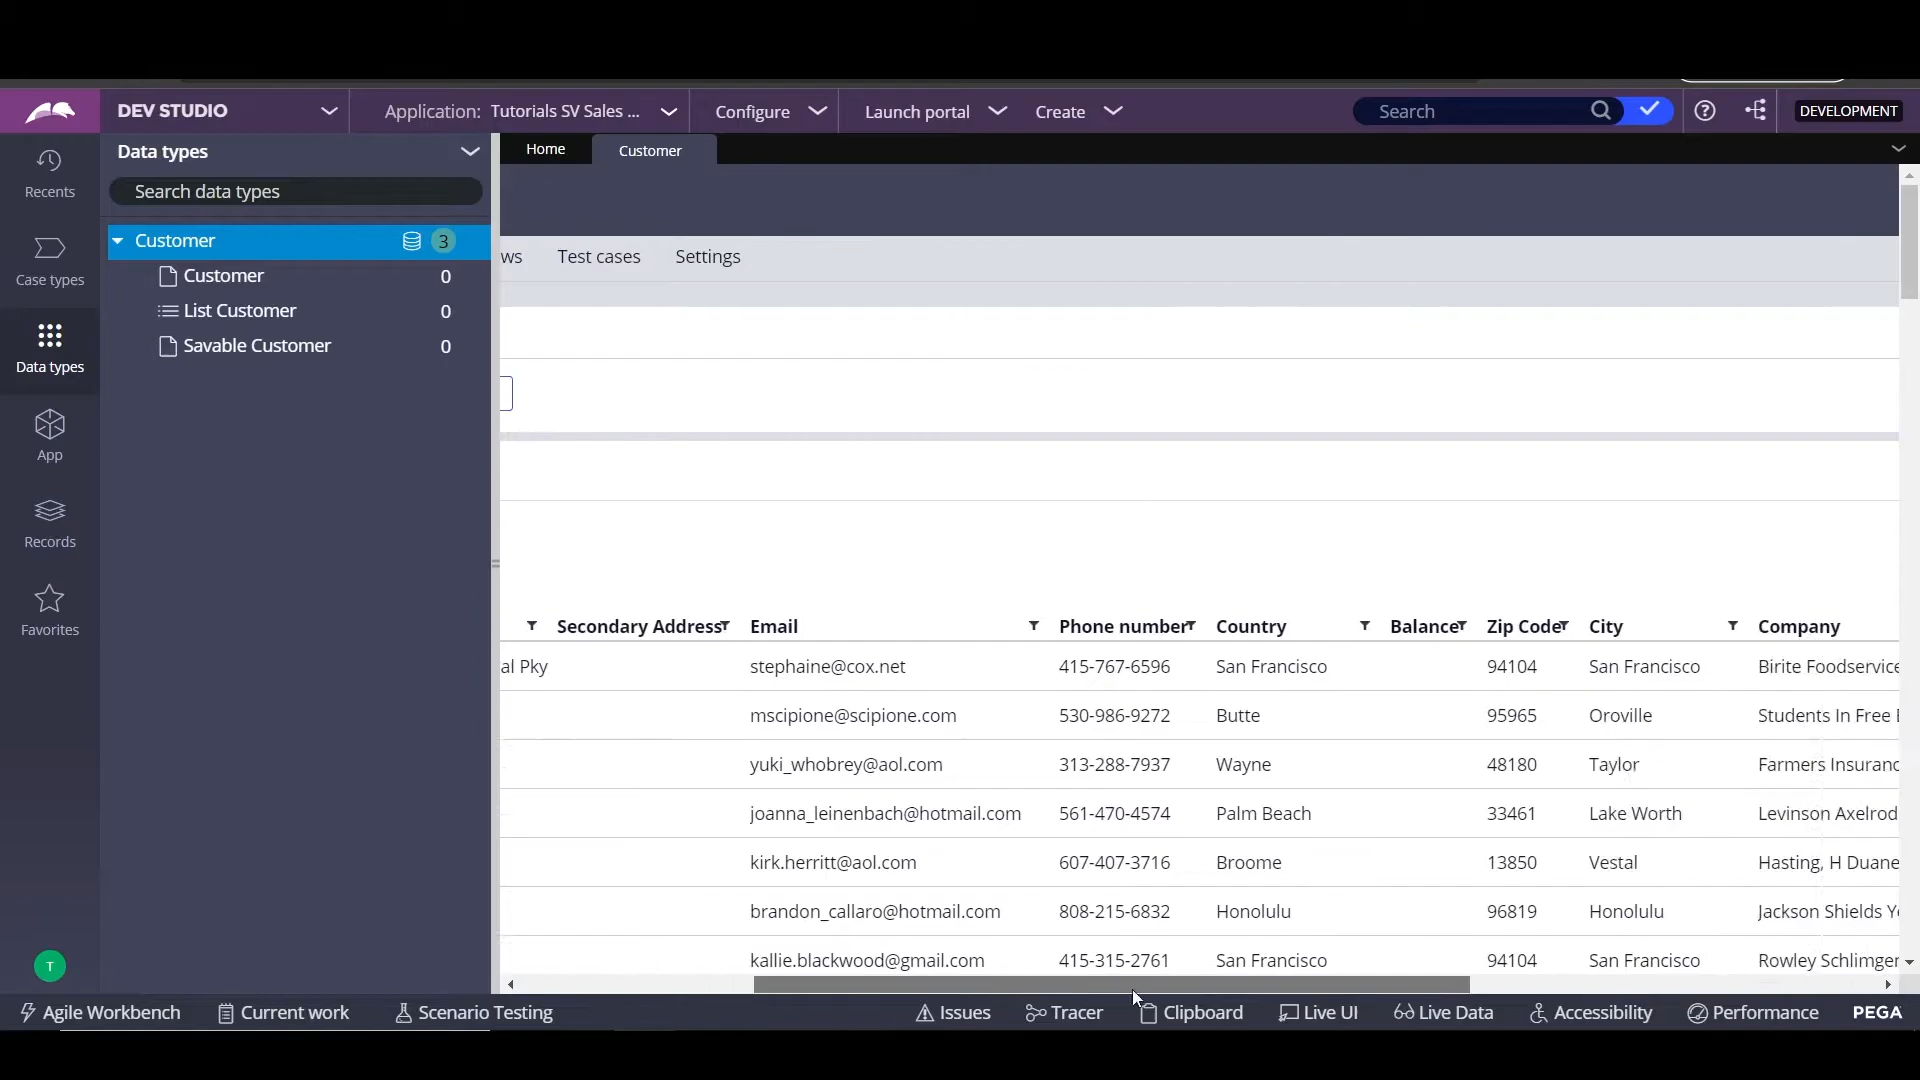 DEV STUDIO Application: Tutorials SV Sales ... Configure Launch portal Create Search DEVELOPMENT
Recents
Case types
Data types
App
Records
Favorites
T
Data types
Search data types
Customer 3
Customer 0
List Customer 0
Savable Customer 0
Home Customer
ws Test cases Settings
Secondary Address Email Phone number Country Balance Zip Code City Company
al Pky stephaine@cox.net 415-767-6596 San Francisco 94104 San Francisco Birite Foodservice
mscipione@scipione.com 530-986-9272 Butte 95965 Oroville Students In Free E
yuki_whobrey@aol.com 313-288-7937 Wayne 48180 Taylor Farmers Insuranc
joanna_leinenbach@hotmail.com 561-470-4574 Palm Beach 33461 Lake Worth Levinson Axelrod
kirk.herritt@aol.com 607-407-3716 Broome 13850 Vestal Hasting, H Duane
brandon_callaro@hotmail.com 808-215-6832 Honolulu 96819 Honolulu Jackson Shields Y
kallie.blackwood@gmail.com 415-315-2761 San Francisco 94104 San Francisco Rowley Schlimger
Agile Workbench Current work Scenario Testing Issues Tracer Clipboard Live UI Live Data Accessibility Performance PEGA